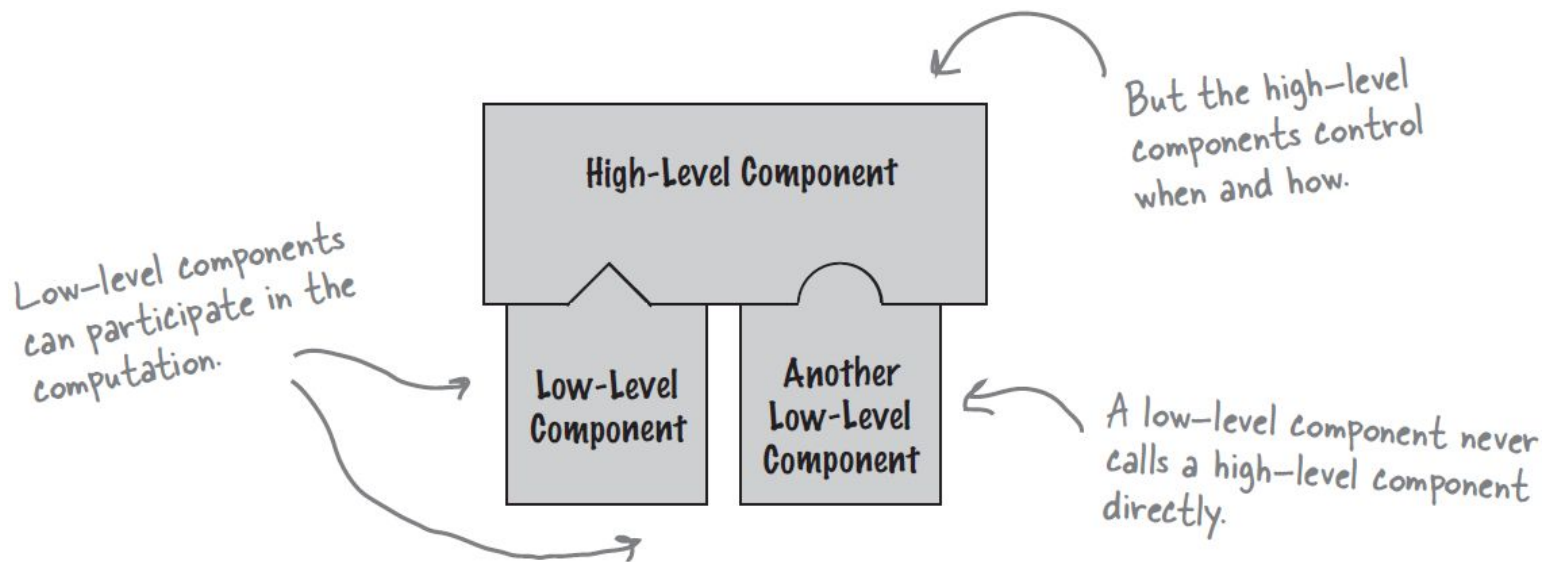 But the high-level
components control
when and how.
High-Level Component
Low-level components
can participate in the
computation.
Low-Level
Component
Another
Low-Level
Component
A low-level component never
calls a high-level component
directly.